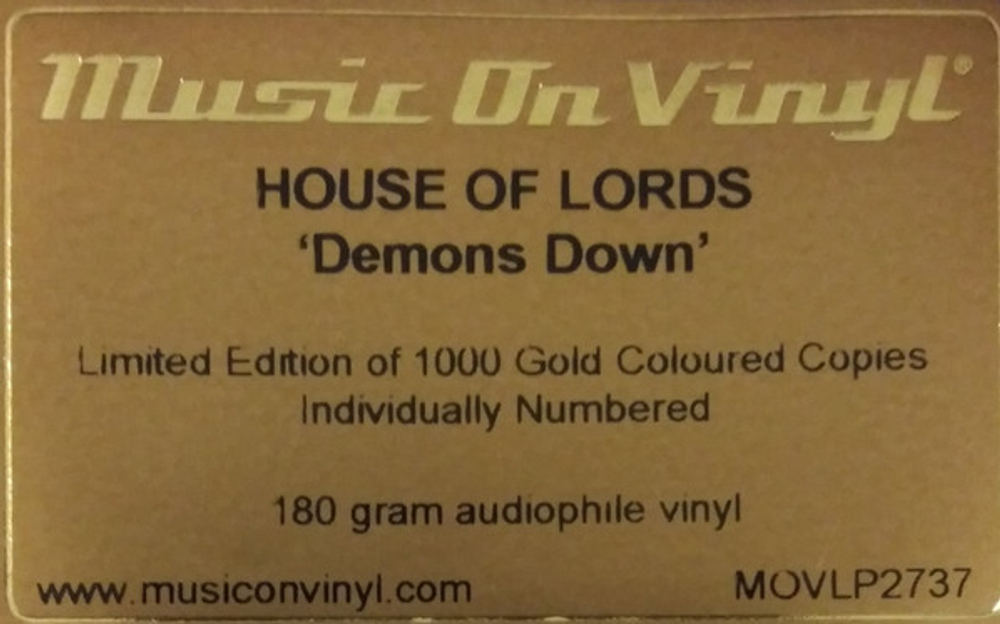 Music On Vinyl®
HOUSE OF LORDS
‘Demons Down’
Limited Edition of 1000 Gold Coloured Copies
Individually Numbered
180 gram audiophile vinyl
www.musiconvinyl.com
MOVLP2737